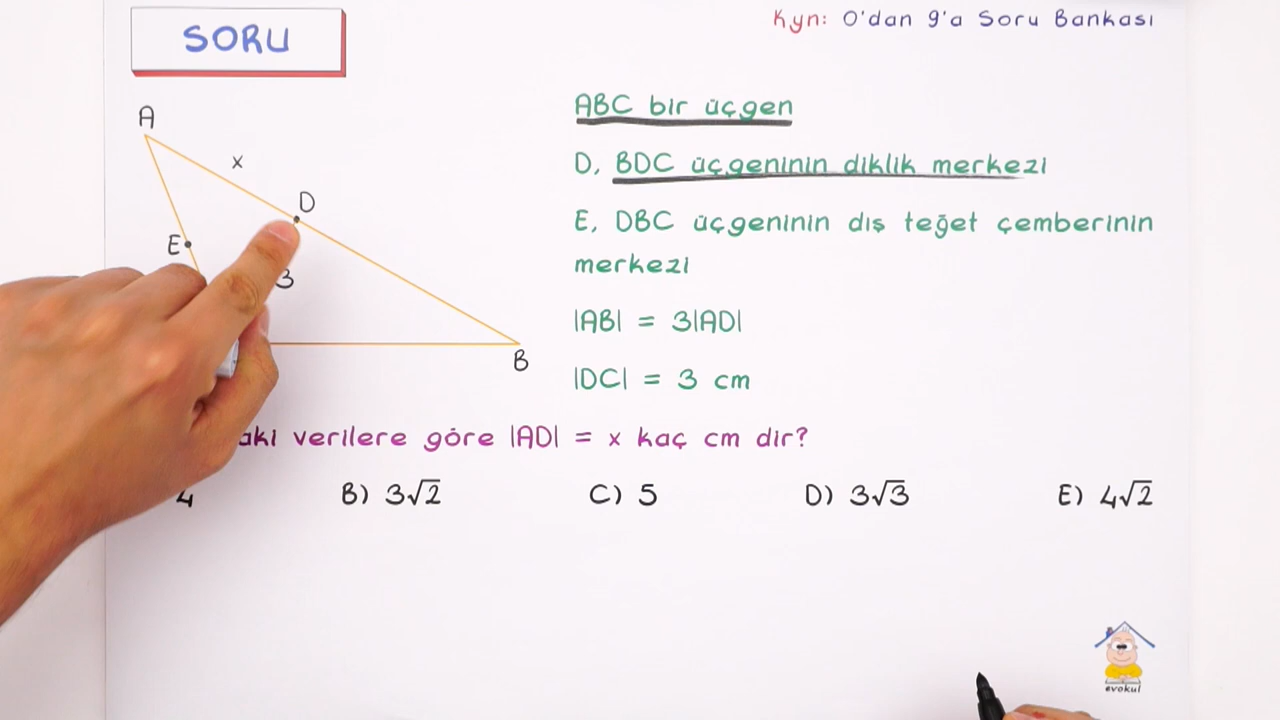 Kyn: 0'dan 9'a Soru Bankası
SORU
A
x
D
E
3
B
ABC bir üçgen
D, BDC üçgeninin diklik merkezi
E, DBC üçgeninin dış teğet çemberinin
merkezi
|AB| = 3|AD|
|DC| = 3 cm
verilere göre |AD| = x kaç cm dir?
4
B) 3√2
C) 5
D) 3√3
E) 4√2
evokul